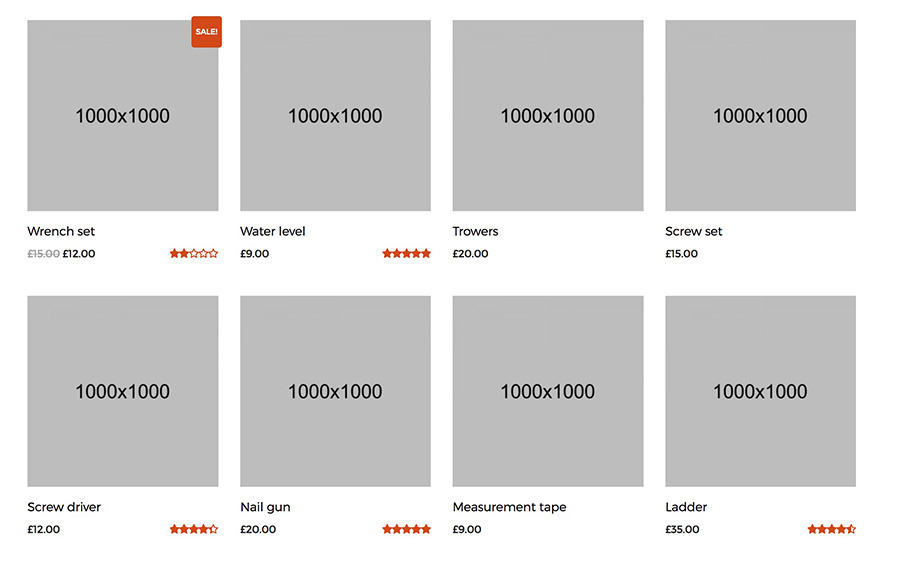 SALE!
1000x1000
1000x1000
1000x1000
1000x1000
Wrench set
Water level
Trowers
Screw set
£15.00 £12.00
£9.00
£20.00
£15.00
1000x1000
1000x1000
1000x1000
1000x1000
Screw driver
Nail gun
Measurement tape
Ladder
£12.00
£20.00
£9.00
£35.00